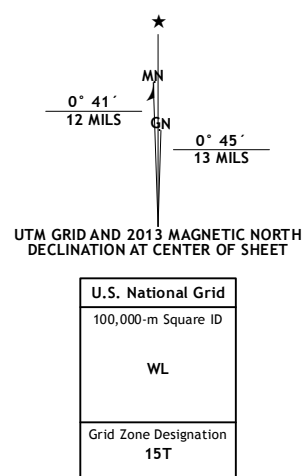 ★
MN
0° 41´
12 MILS
GN
0° 45´
13 MILS
UTM GRID AND 2013 MAGNETIC NORTH
DECLINATION AT CENTER OF SHEET
U.S. National Grid
100,000-m Square ID
WL
Grid Zone Designation
15T